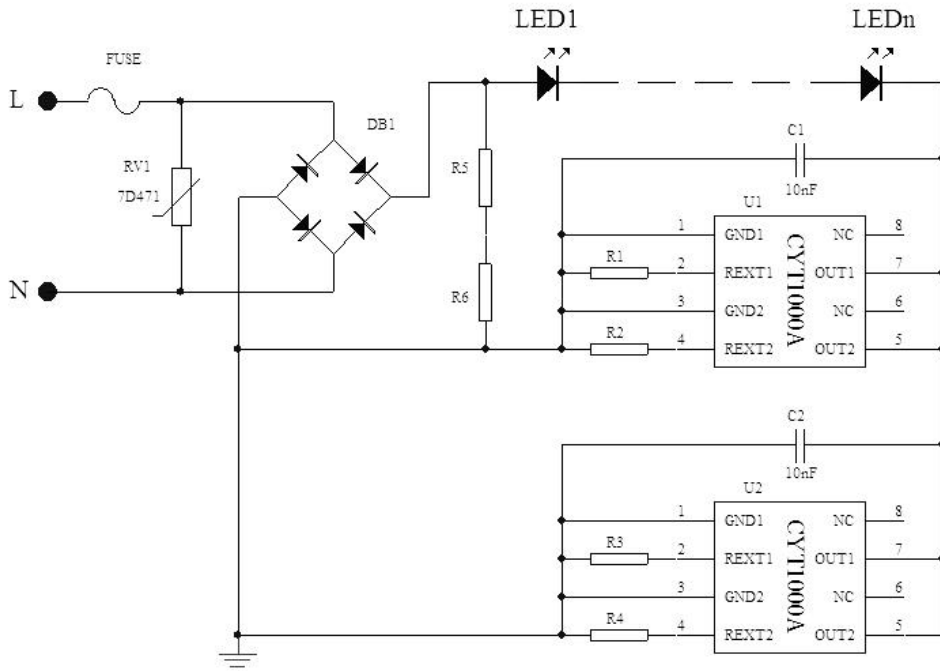 LED1
LEDn
FUSE
L
DB1
C1
RV1
7D471
R5
10nF
U1
1
GND1
NC
8
R1
2
REXT1
OUT1
7
N
R6
3
GND2
NC
6
R2
4
REXT2
OUT2
5
CYT1000A
C2
10nF
U2
1
GND1
NC
8
R3
2
REXT1
OUT1
7
3
GND2
NC
6
R4
4
REXT2
OUT2
5
CYT1000A